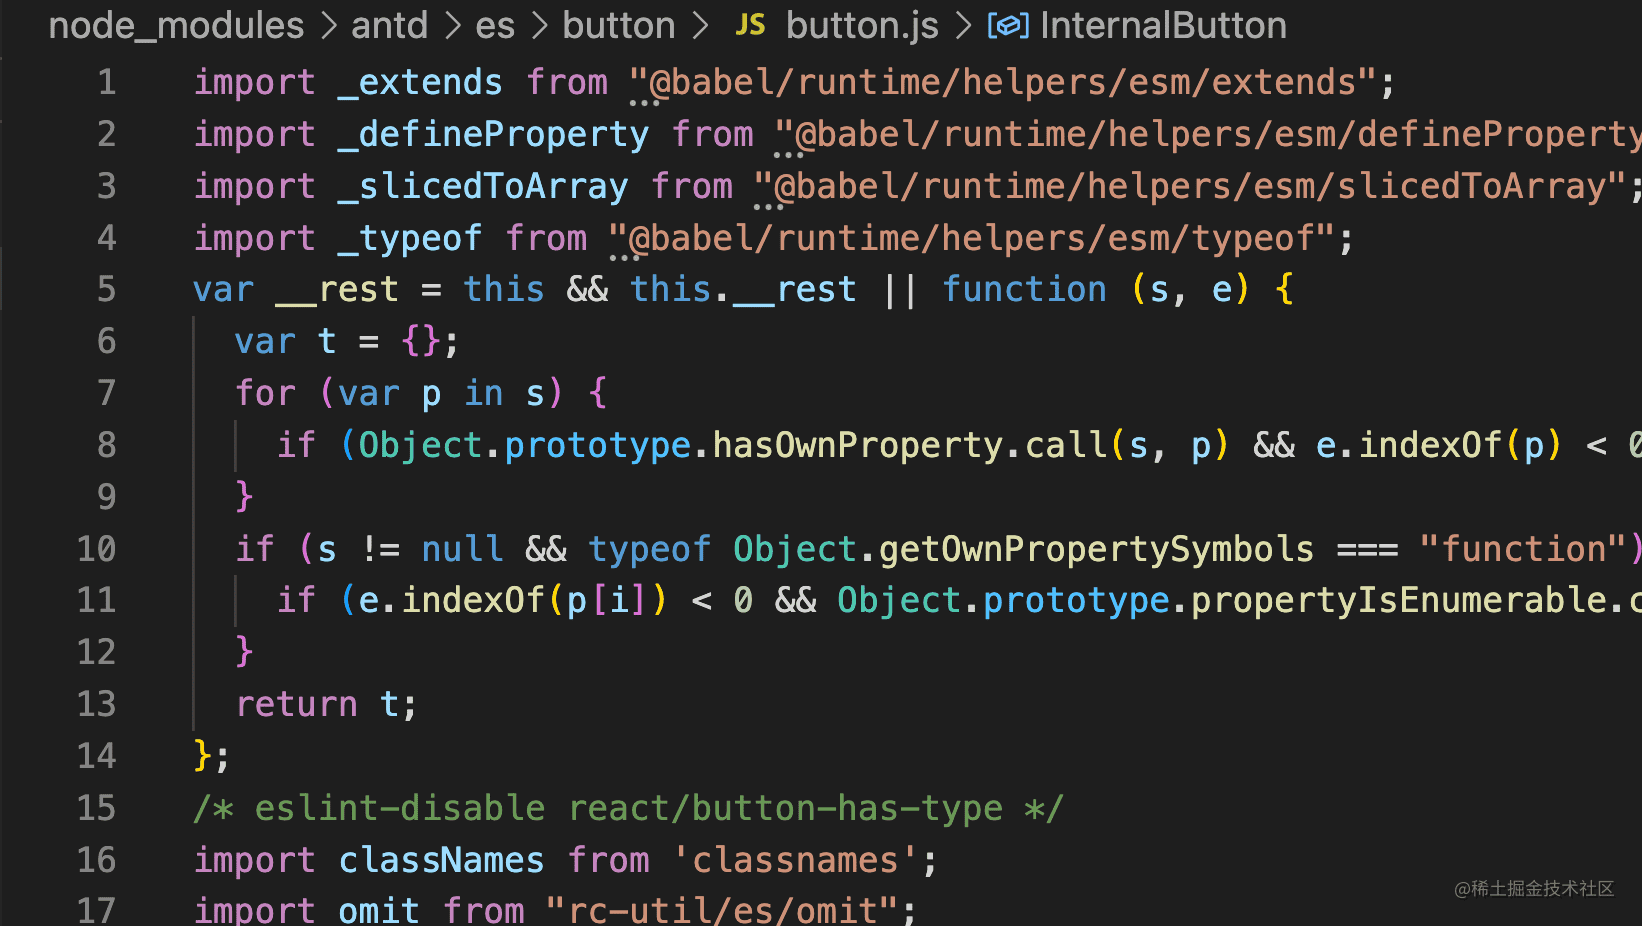 node_modules > antd > es > button > JS button.js > InternalButton
1 import _extends from "@babel/runtime/helpers/esm/extends";
2 import _defineProperty from "@babel/runtime/helpers/esm/defineProperty
3 import _slicedToArray from "@babel/runtime/helpers/esm/slicedToArray";
4 import _typeof from "@babel/runtime/helpers/esm/typeof";
5 var __rest = this && this.__rest || function (s, e) {
6 var t = {};
7 for (var p in s) {
8 if (Object.prototype.hasOwnProperty.call(s, p) && e.indexOf(p) < 0
9 }
10 if (s != null && typeof Object.getOwnPropertySymbols === "function")
11 if (e.indexOf(p[i]) < 0 && Object.prototype.propertyIsEnumerable.c
12 }
13 return t;
14 };
15 /* eslint-disable react/button-has-type */
16 import classNames from 'classnames';
17 import omit from "rc-util/es/omit";
@稀土掘金技术社区